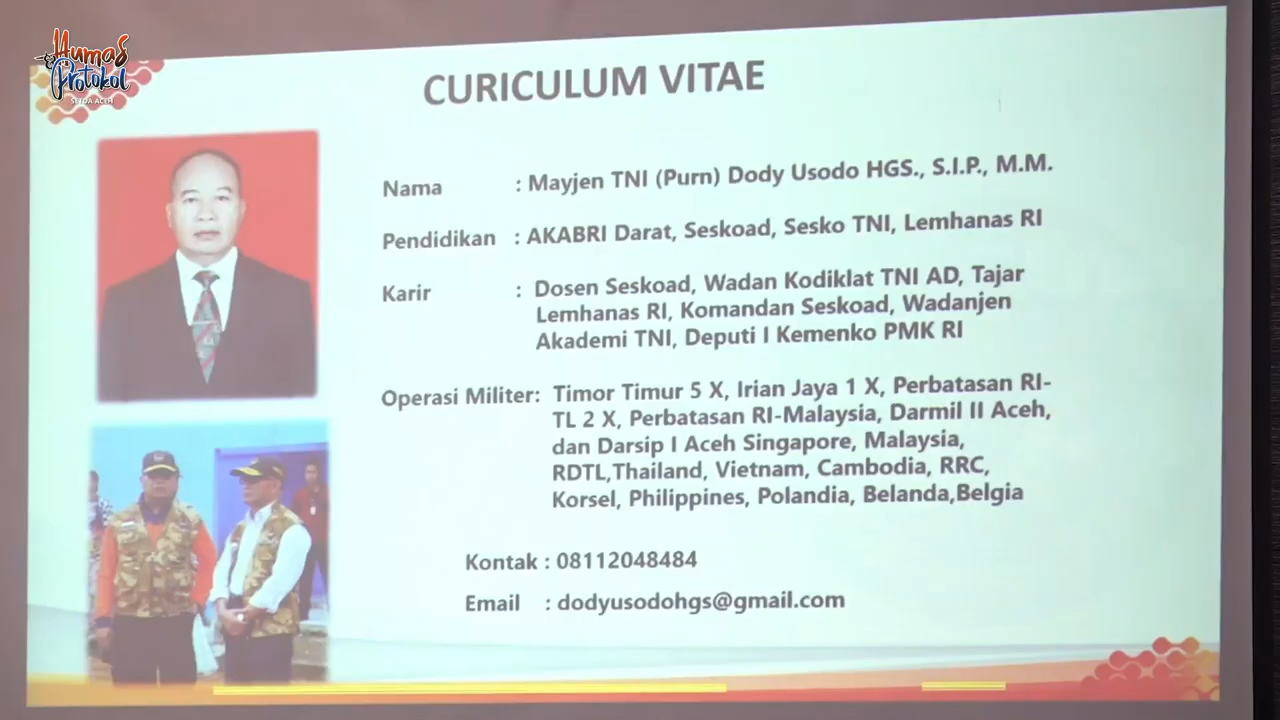 Humas
Protokol
SETDA ACEH
CURICULUM VITAE
Nama : Mayjen TNI (Purn) Dody Usodo HGS., S.I.P., M.M.
Pendidikan : AKABRI Darat, Seskoad, Sesko TNI, Lemhanas RI
Karir : Dosen Seskoad, Wadan Kodiklat TNI AD, Tajar
Lemhanas RI, Komandan Seskoad, Wadanjen
Akademi TNI, Deputi I Kemenko PMK RI
Operasi Militer: Timor Timur 5 X, Irian Jaya 1 X, Perbatasan RI-
TL 2 X, Perbatasan RI-Malaysia, Darmil II Aceh,
dan Darsip I Aceh Singapore, Malaysia,
RDTL,Thailand, Vietnam, Cambodia, RRC,
Korsel, Philippines, Polandia, Belanda,Belgia
Kontak : 08112048484
Email : dodyusodohgs@gmail.com